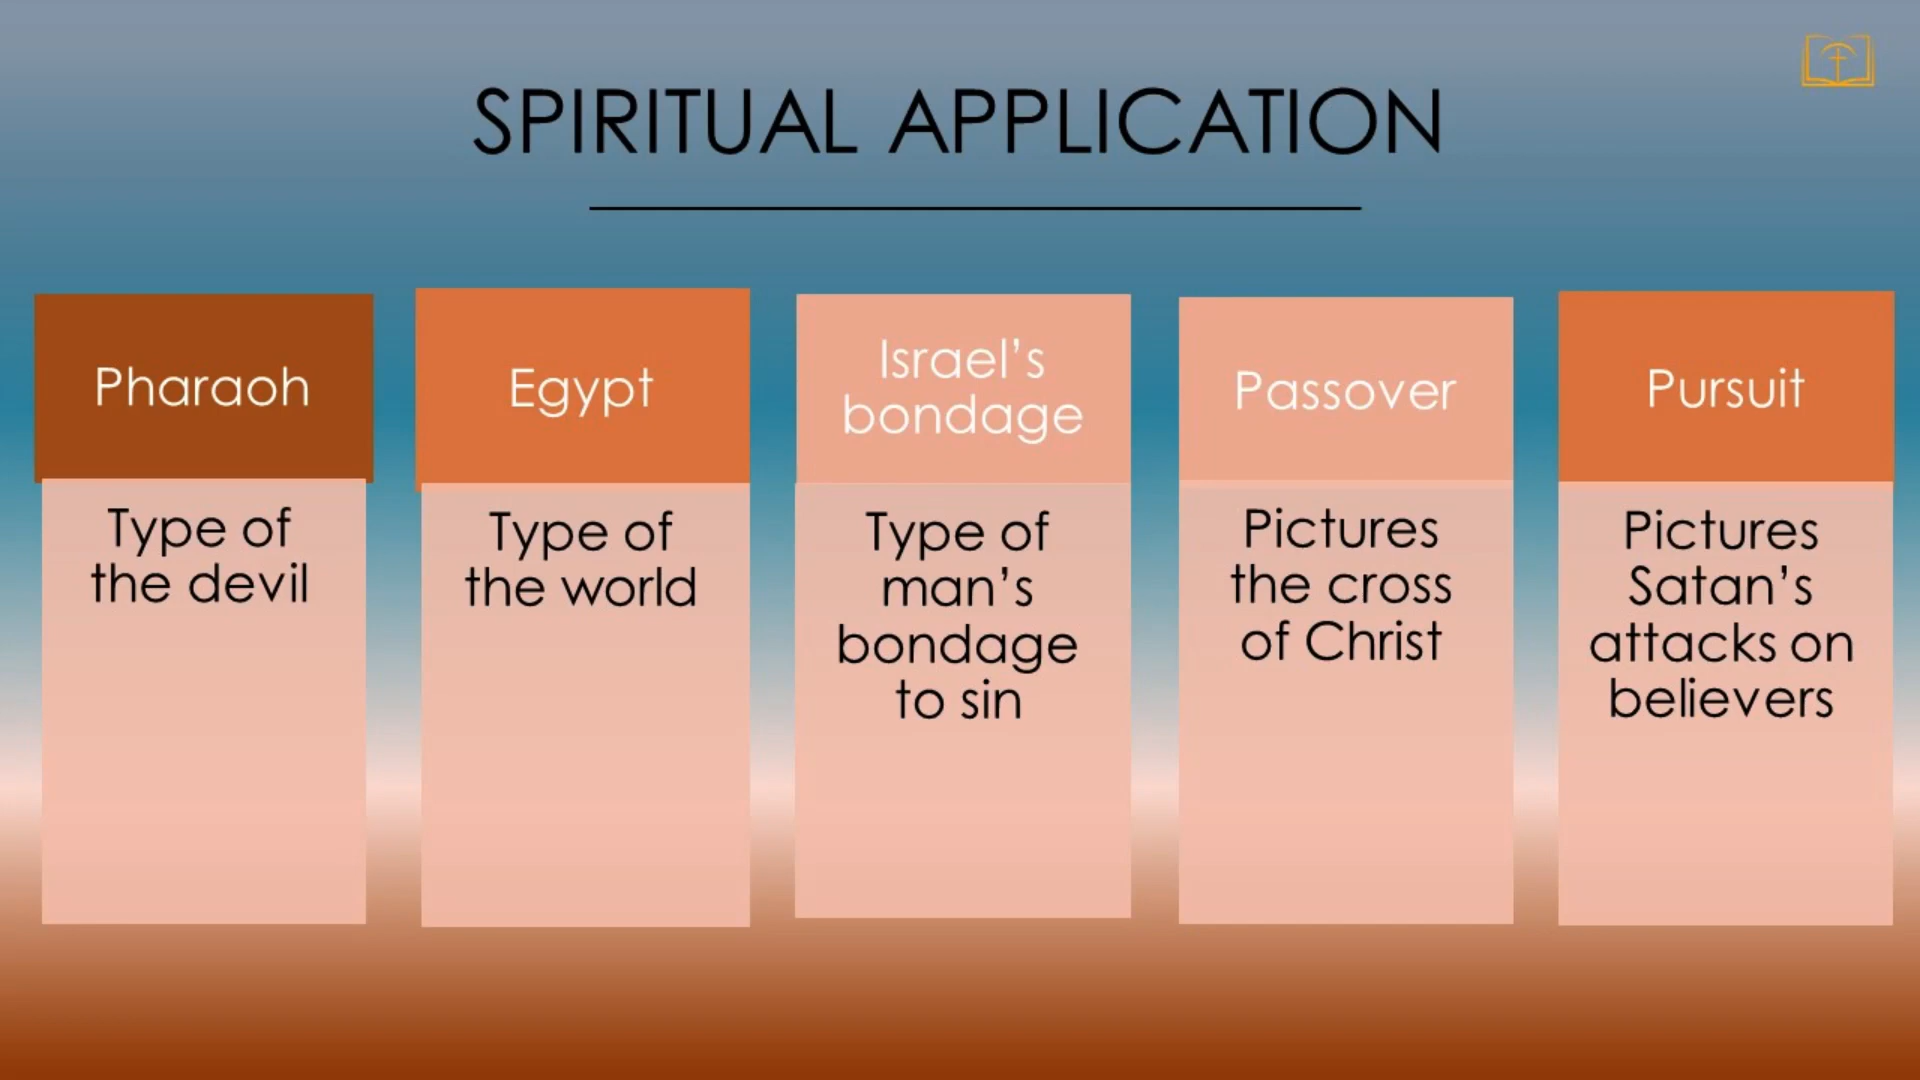 SPIRITUAL APPLICATION
Pharaoh
Type of
the devil
Egypt
Type of
the world
Israel’s
bondage
Type of
man’s
bondage
to sin
Passover
Pictures
the cross
of Christ
Pursuit
Pictures
Satan’s
attacks on
believers